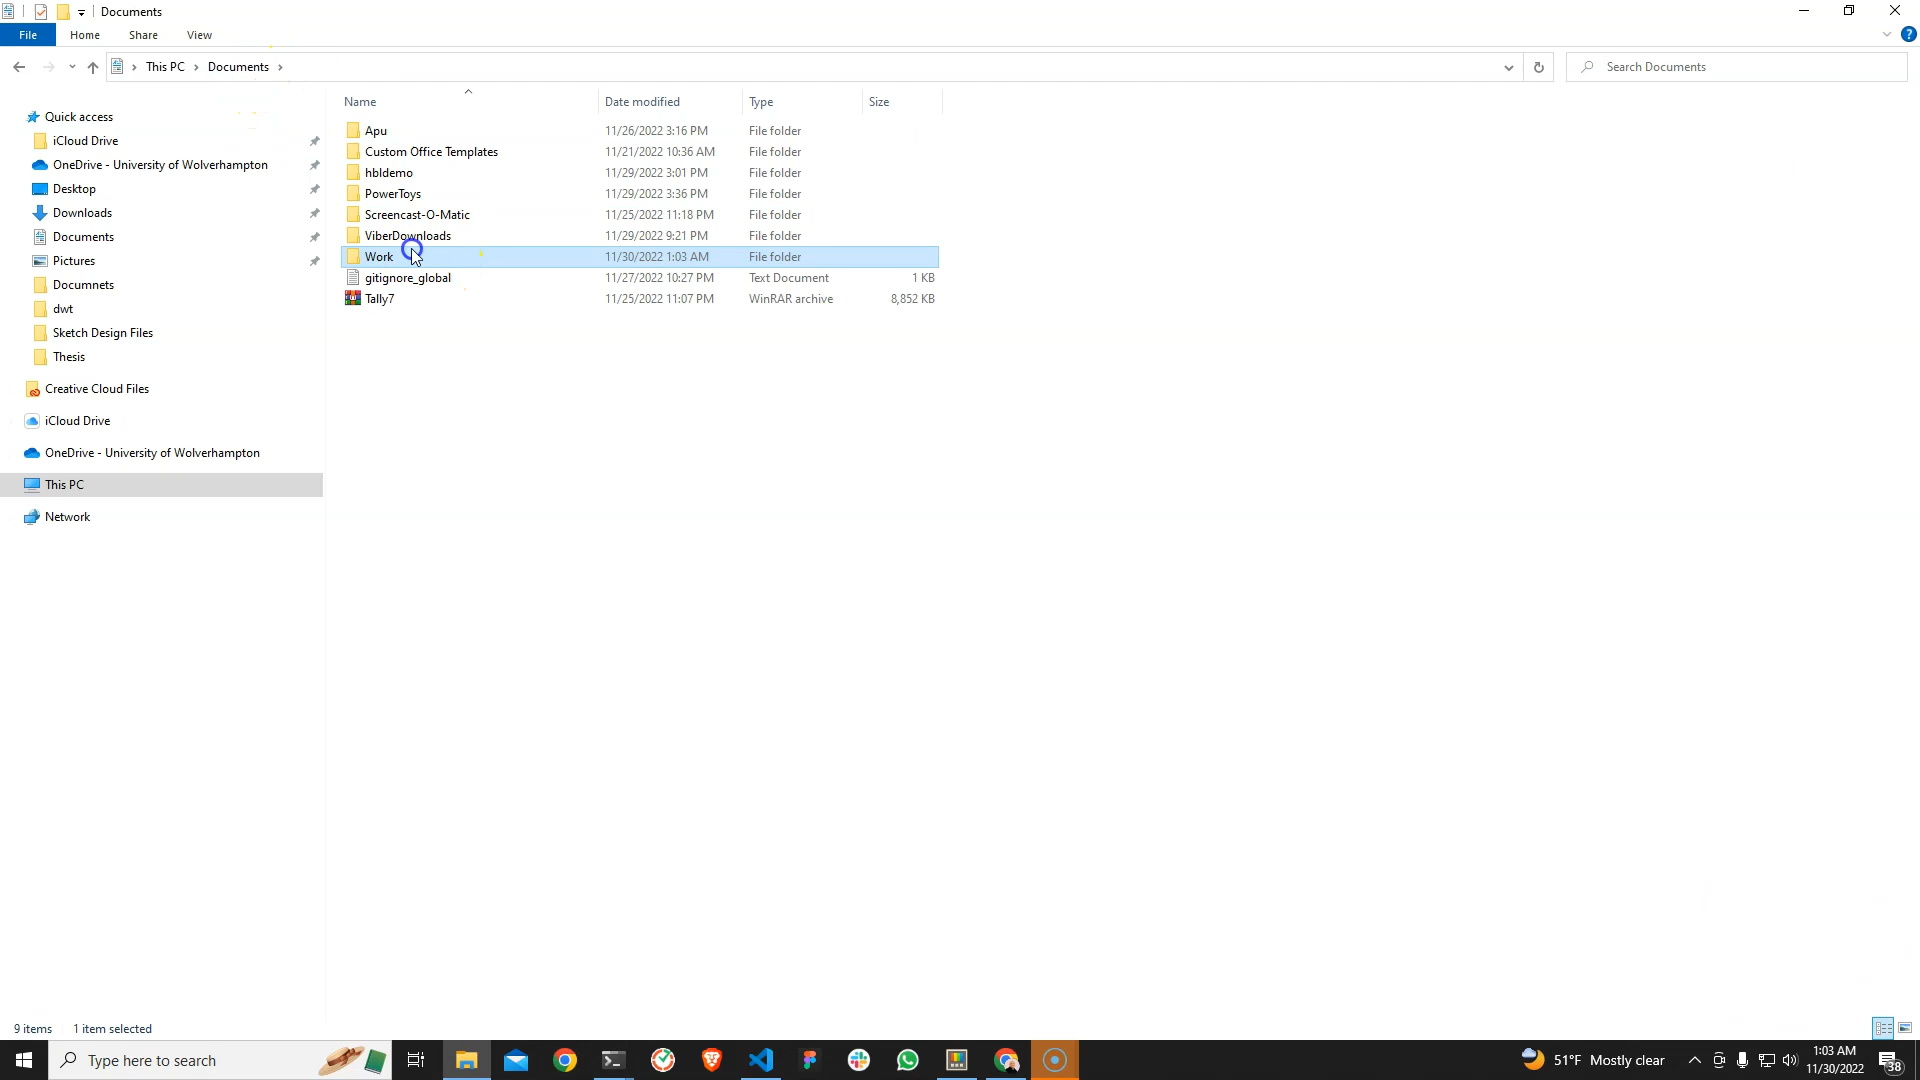 Documents
File Home Share View
This PC Documents
Search Documents
Name Date modified Type Size
Quick access
iCloud Drive
OneDrive - University of Wolverhampton
Desktop
Downloads
Documents
Pictures
Documnets
dwt
Sketch Design Files
Thesis
Creative Cloud Files
iCloud Drive
OneDrive - University of Wolverhampton
This PC
Network
Apu 11/26/2022 3:16 PM File folder
Custom Office Templates 11/21/2022 10:36 AM File folder
hbldemo 11/29/2022 3:01 PM File folder
PowerToys 11/29/2022 3:36 PM File folder
Screencast-O-Matic 11/25/2022 11:18 PM File folder
ViberDownloads 11/29/2022 9:21 PM File folder
Work 11/30/2022 1:03 AM File folder
gitignore_global 11/27/2022 10:27 PM Text Document 1 KB
Tally7 11/25/2022 11:07 PM WinRAR archive 8,852 KB
9 items 1 item selected
Type here to search
51°F Mostly clear
1:03 AM
11/30/2022
38